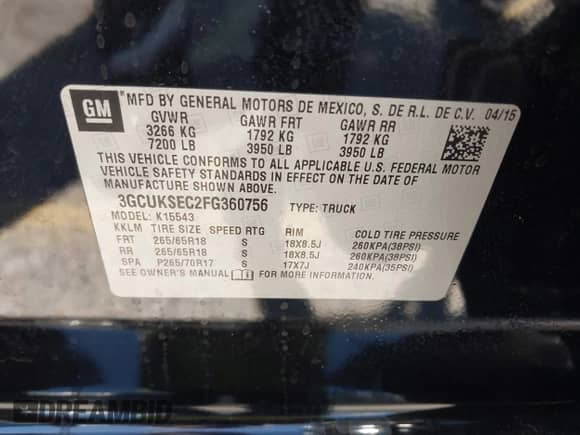 GM
MFD BY GENERAL MOTORS DE MEXICO, S. DE R.L. DE C.V. 04/15
GVWR GAWR FRT GAWR RR
3266 KG 1792 KG 1792 KG
7200 LB 3950 LB 3950 LB
THIS VEHICLE CONFORMS TO ALL APPLICABLE U.S. FEDERAL MOTOR
VEHICLE SAFETY STANDARDS IN EFFECT ON THE DATE OF
MANUFACTURE SHOWN ABOVE.
3GCUKSEC2FG360756 TYPE: TRUCK
MODEL: K15543
KKLM TIRE SIZE SPEED RTG RIM COLD TIRE PRESSURE
FRT 265/65R18 S 18X8.5J 260KPA(38PSI)
RR 265/65R18 S 18X8.5J 260KPA(38PSI)
SPA P265/70R17 S 17X7J 240KPA(35PSI)
SEE OWNER'S MANUAL FOR MORE INFORMATION.
DREAMBID